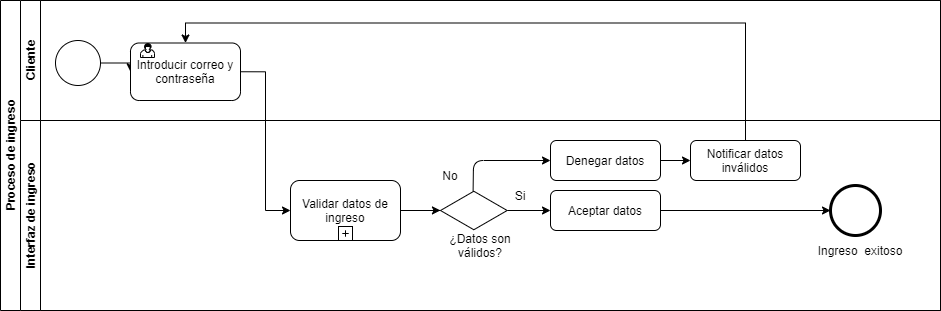 Proceso de ingreso
Cliente
Introducir correo y
contraseña
Interfaz de ingreso
Validar datos de
ingreso
No
Si
¿Datos son
válidos?
Denegar datos
Notificar datos
inválidos
Aceptar datos
Ingreso exitoso